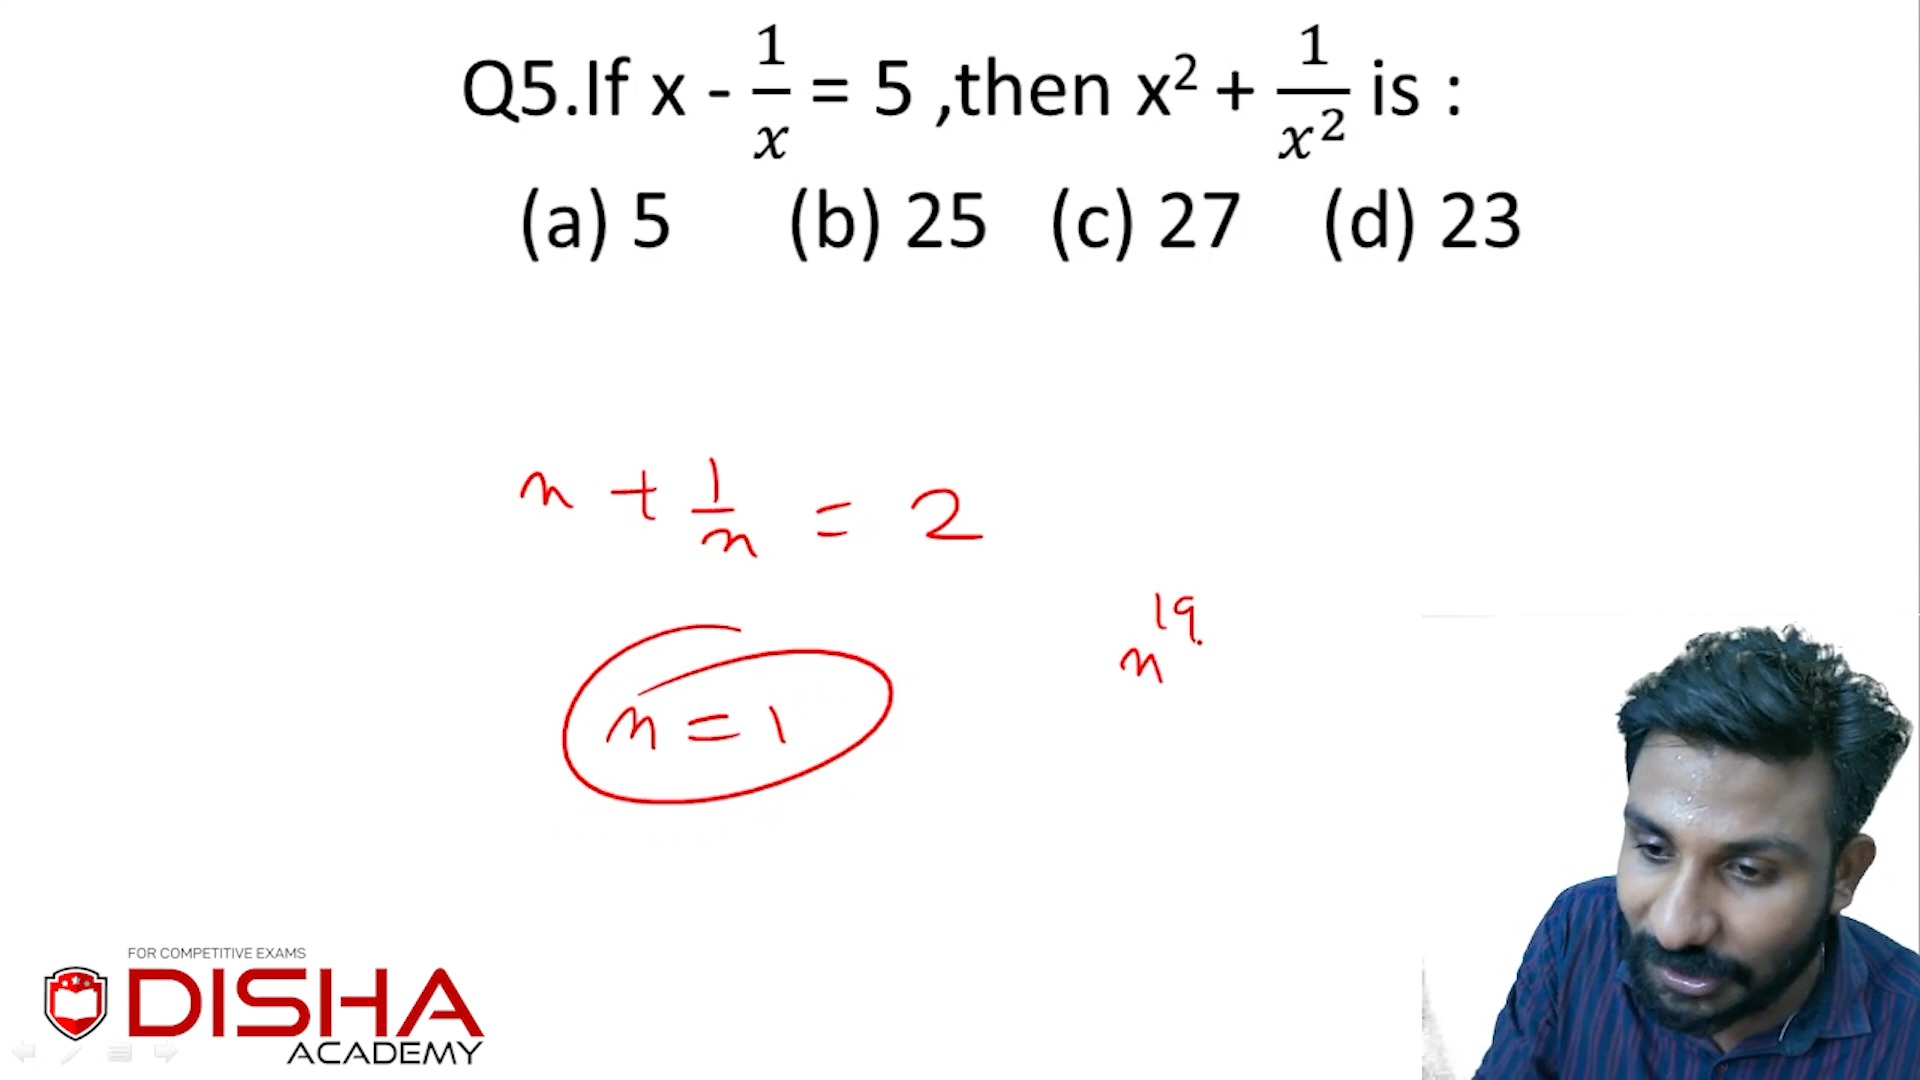 Q5.If x - 1/x = 5 ,then x² + 1/x² is :
(a) 5 (b) 25 (c) 27 (d) 23
x + 1/x = 2
x^19
x = 1
FOR COMPETITIVE EXAMS
DISHA
ACADEMY